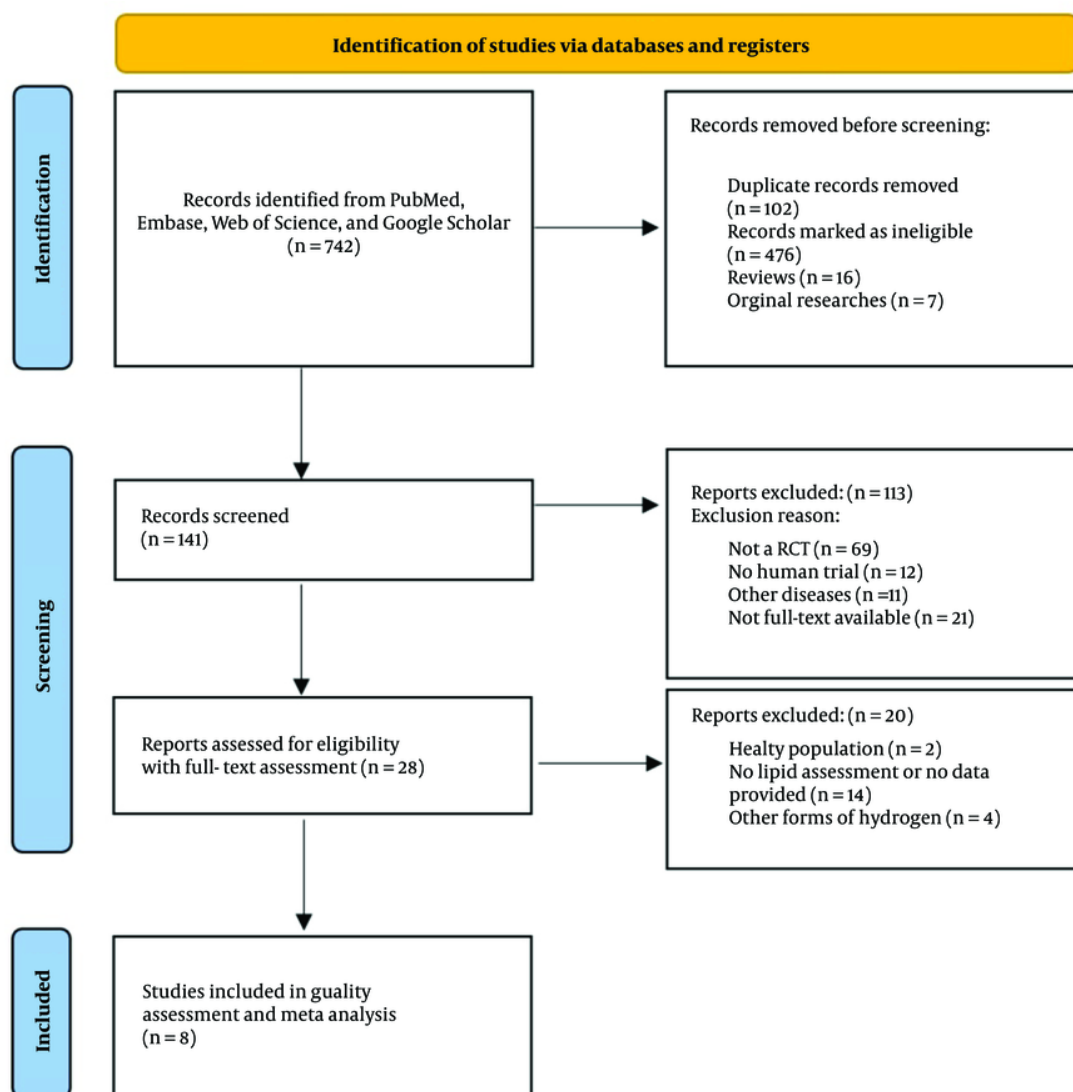 Identification of studies via databases and registers
Identification
Records identified from PubMed,
Embase, Web of Science, and Google Scholar
(n = 742)
Records removed before screening:
Duplicate records removed
(n = 102)
Records marked as ineligible
(n = 476)
Reviews (n = 16)
Orginal researches (n = 7)
Screening
Records screened
(n = 141)
Reports excluded: (n = 113)
Exclusion reason:
Not a RCT (n = 69)
No human trial (n = 12)
Other diseases (n =11)
Not full-text available (n = 21)
Reports assessed for eligibility
with full- text assessment (n = 28)
Reports excluded: (n = 20)
Healty population (n = 2)
No lipid assessment or no data
provided (n = 14)
Other forms of hydrogen (n = 4)
Included
Studies included in guality
assessment and meta analysis
(n = 8)